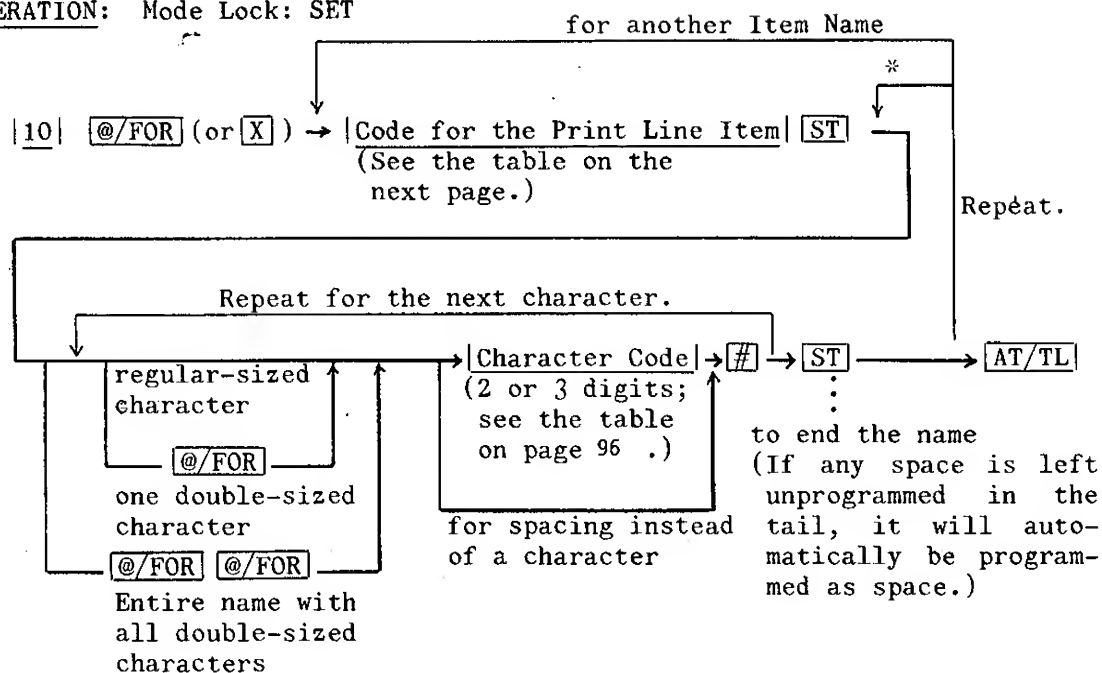 ERATION: Mode Lock: SET
for another Item Name
*
|10| @/FOR (or X) → |Code for the Print Line Item| ST
(See the table on the
next page.)
Repeat.
Repeat for the next character.
regular-sized
character
|Character Code| → # → ST → AT/TL
(2 or 3 digits;
see the table
on page 96 .)
@/FOR
one double-sized
character
@/FOR @/FOR
Entire name with
all double-sized
characters
for spacing instead
of a character
to end the name
(If any space is left
unprogrammed in the
tail, it will auto-
matically be program-
med as space.)